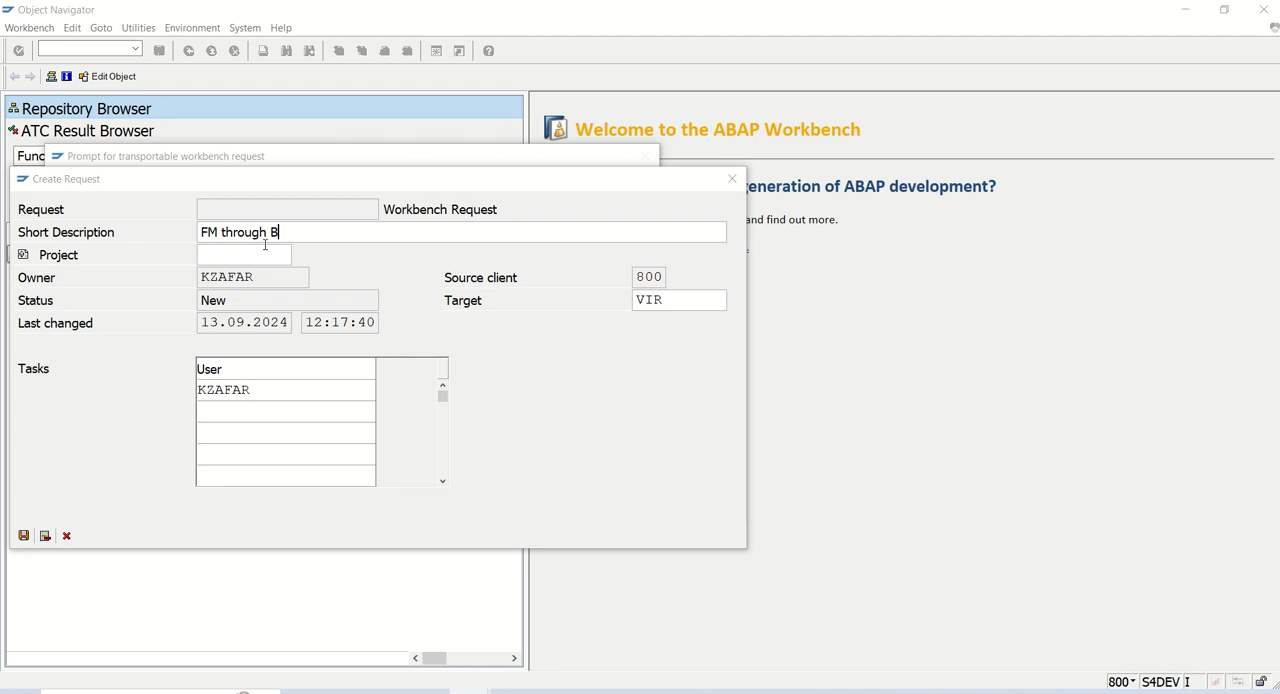 Object Navigator
Workbench Edit Goto Utilities Environment System Help
Edit Object
Repository Browser
ATC Result Browser
Welcome to the ABAP Workbench
Func
Prompt for transportable workbench request
Create Request
eneration of ABAP development?
Request Workbench Request
and find out more.
Short Description FM through B
Project
Owner KZAFAR Source client 800
Status New Target VIR
Last changed 13.09.2024 12:17:40
Tasks User
KZAFAR
800 S4DEV